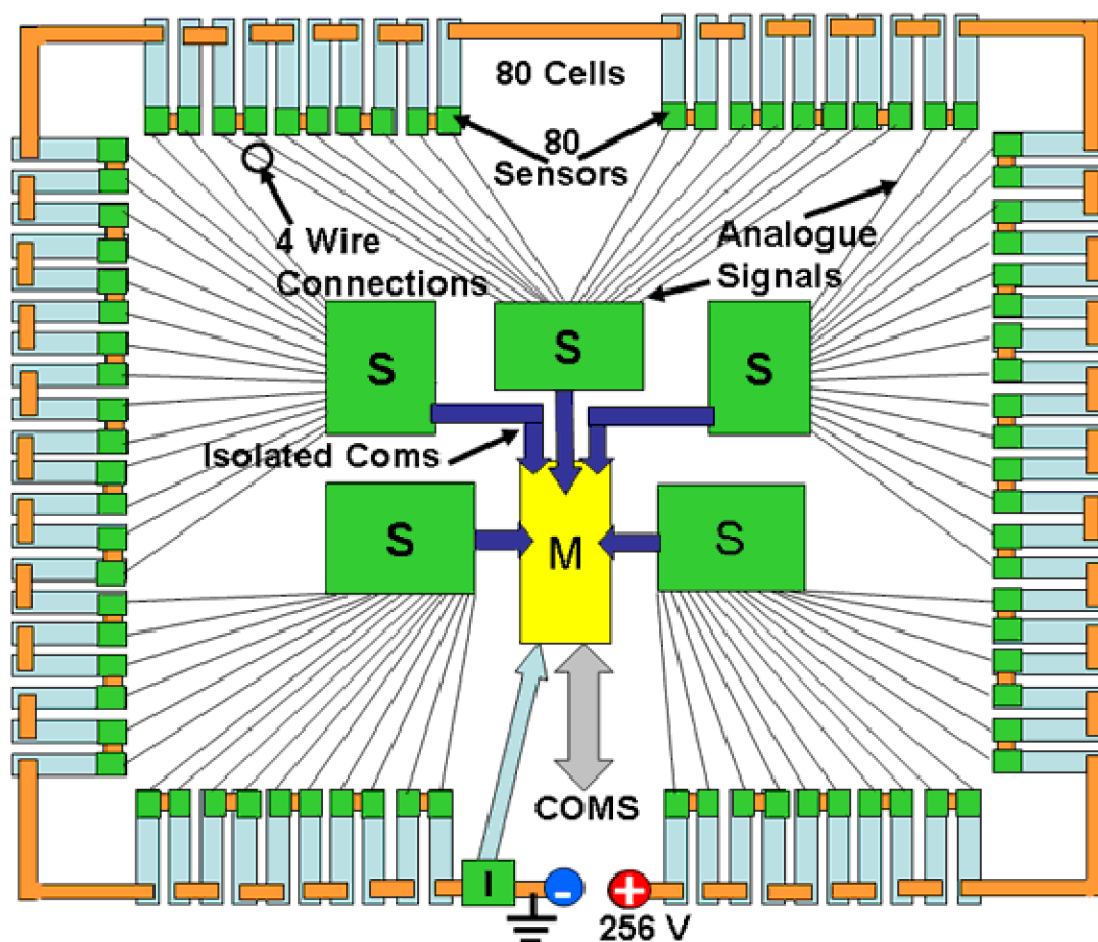 80 Cells
80
Sensors
4 Wire
Connections
Analogue
Signals
S
S
S
Isolated Coms
S
M
S
COMS
I
-
+
256 V